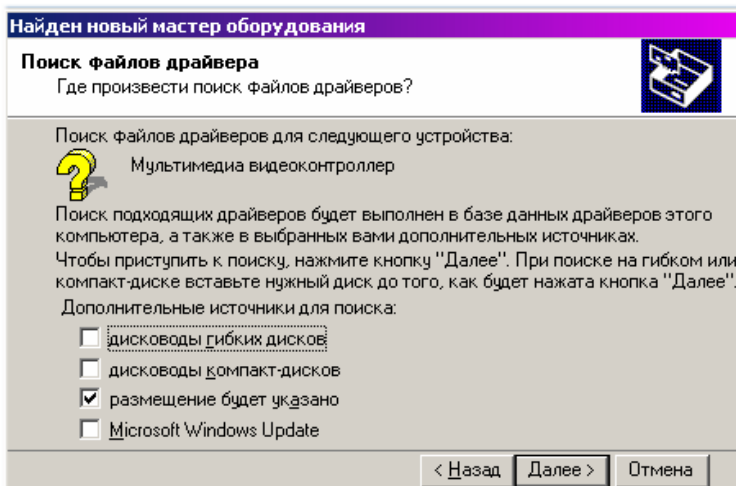 Найден новый мастер оборудования
Поиск файлов драйвера
Где произвести поиск файлов драйверов?
Поиск файлов драйверов для следующего устройства:
Мультимедиа видеоконтроллер
Поиск подходящих драйверов будет выполнен в базе данных драйверов этого
компьютера, а также в выбранных вами дополнительных источниках.
Чтобы приступить к поиску, нажмите кнопку "Далее". При поиске на гибком или
компакт-диске вставьте нужный диск до того, как будет нажата кнопка "Далее".
Дополнительные источники для поиска:
дисководы гибких дисков
дисководы компакт-дисков
размещение будет указано
Microsoft Windows Update
< Назад Далее > Отмена